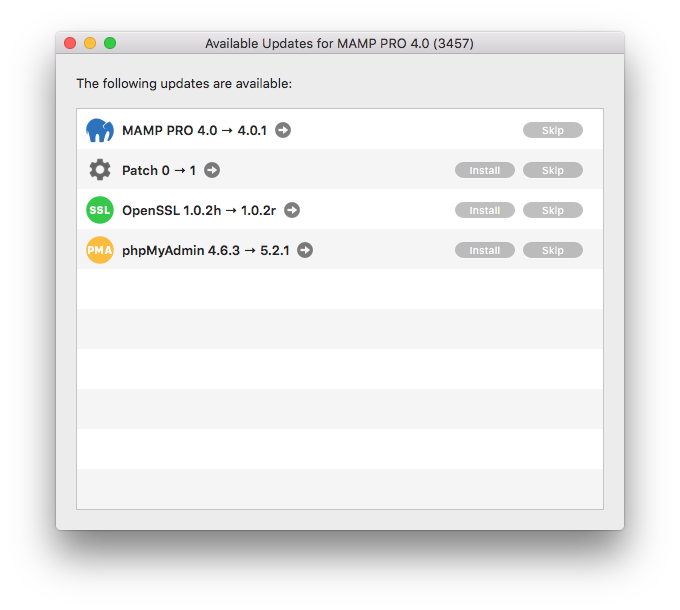 Available Updates for MAMP PRO 4.0 (3457)
The following updates are available:
MAMP PRO 4.0 → 4.0.1 Skip
Patch 0 → 1 Install Skip
SSL OpenSSL 1.0.2h → 1.0.2r Install Skip
PMA phpMyAdmin 4.6.3 → 5.2.1 Install Skip